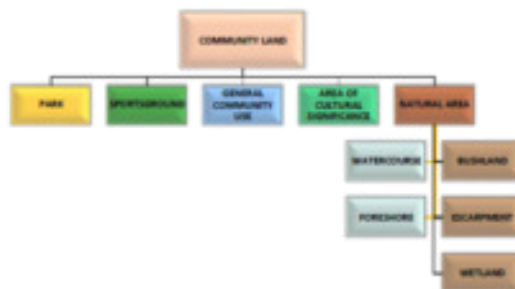 COMMUNITY LAND
PARK
SPORTSGROUND
GENERAL
COMMUNITY
USE
AREA OF
CULTURAL
SIGNIFICANCE
NATURAL AREA
WATERCOURSE
BUSHLAND
FORESHORE
ESCARPMENT
WETLAND